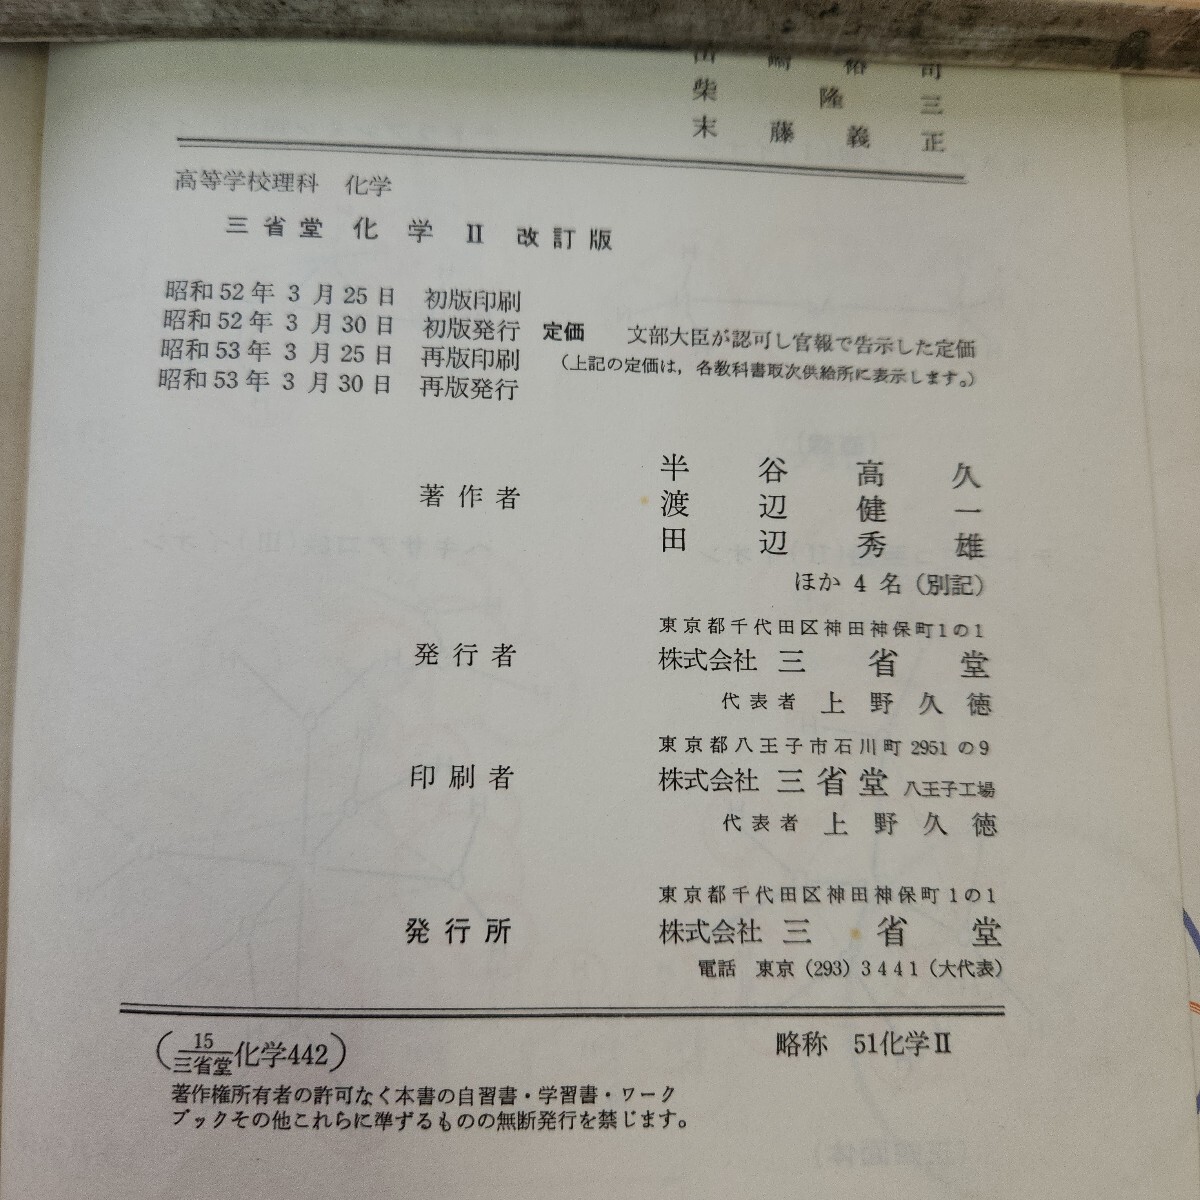 山 崎 裕 司
柴 隆 三
末 藤 義 正
高等学校理科 化学
三省堂 化学 II 改訂版
昭和52年3月25日 初版印刷
昭和52年3月30日 初版発行
昭和53年3月25日 再版印刷
昭和53年3月30日 再版発行
定価 文部大臣が認可し官報で告示した定価
(上記の定価は,各教科書取次供給所に表示します。)
著作者
半 谷 高 久
渡 辺 健 一
田 辺 秀 雄
ほか4名(別記)
東京都千代田区神田神保町1の1
発行者 株式会社 三省堂
代表者 上野久徳
東京都八王子市石川町2951の9
印刷者 株式会社 三省堂 八王子工場
代表者 上野久徳
東京都千代田区神田神保町1の1
発行所 株式会社 三省堂
電話 東京(293)3441(大代表)
(15/三省堂 化学442)
略称 51化学II
著作権所有者の許可なく本書の自習書・学習書・ワーク
ブックその他これらに準ずるものの無断発行を禁じます。